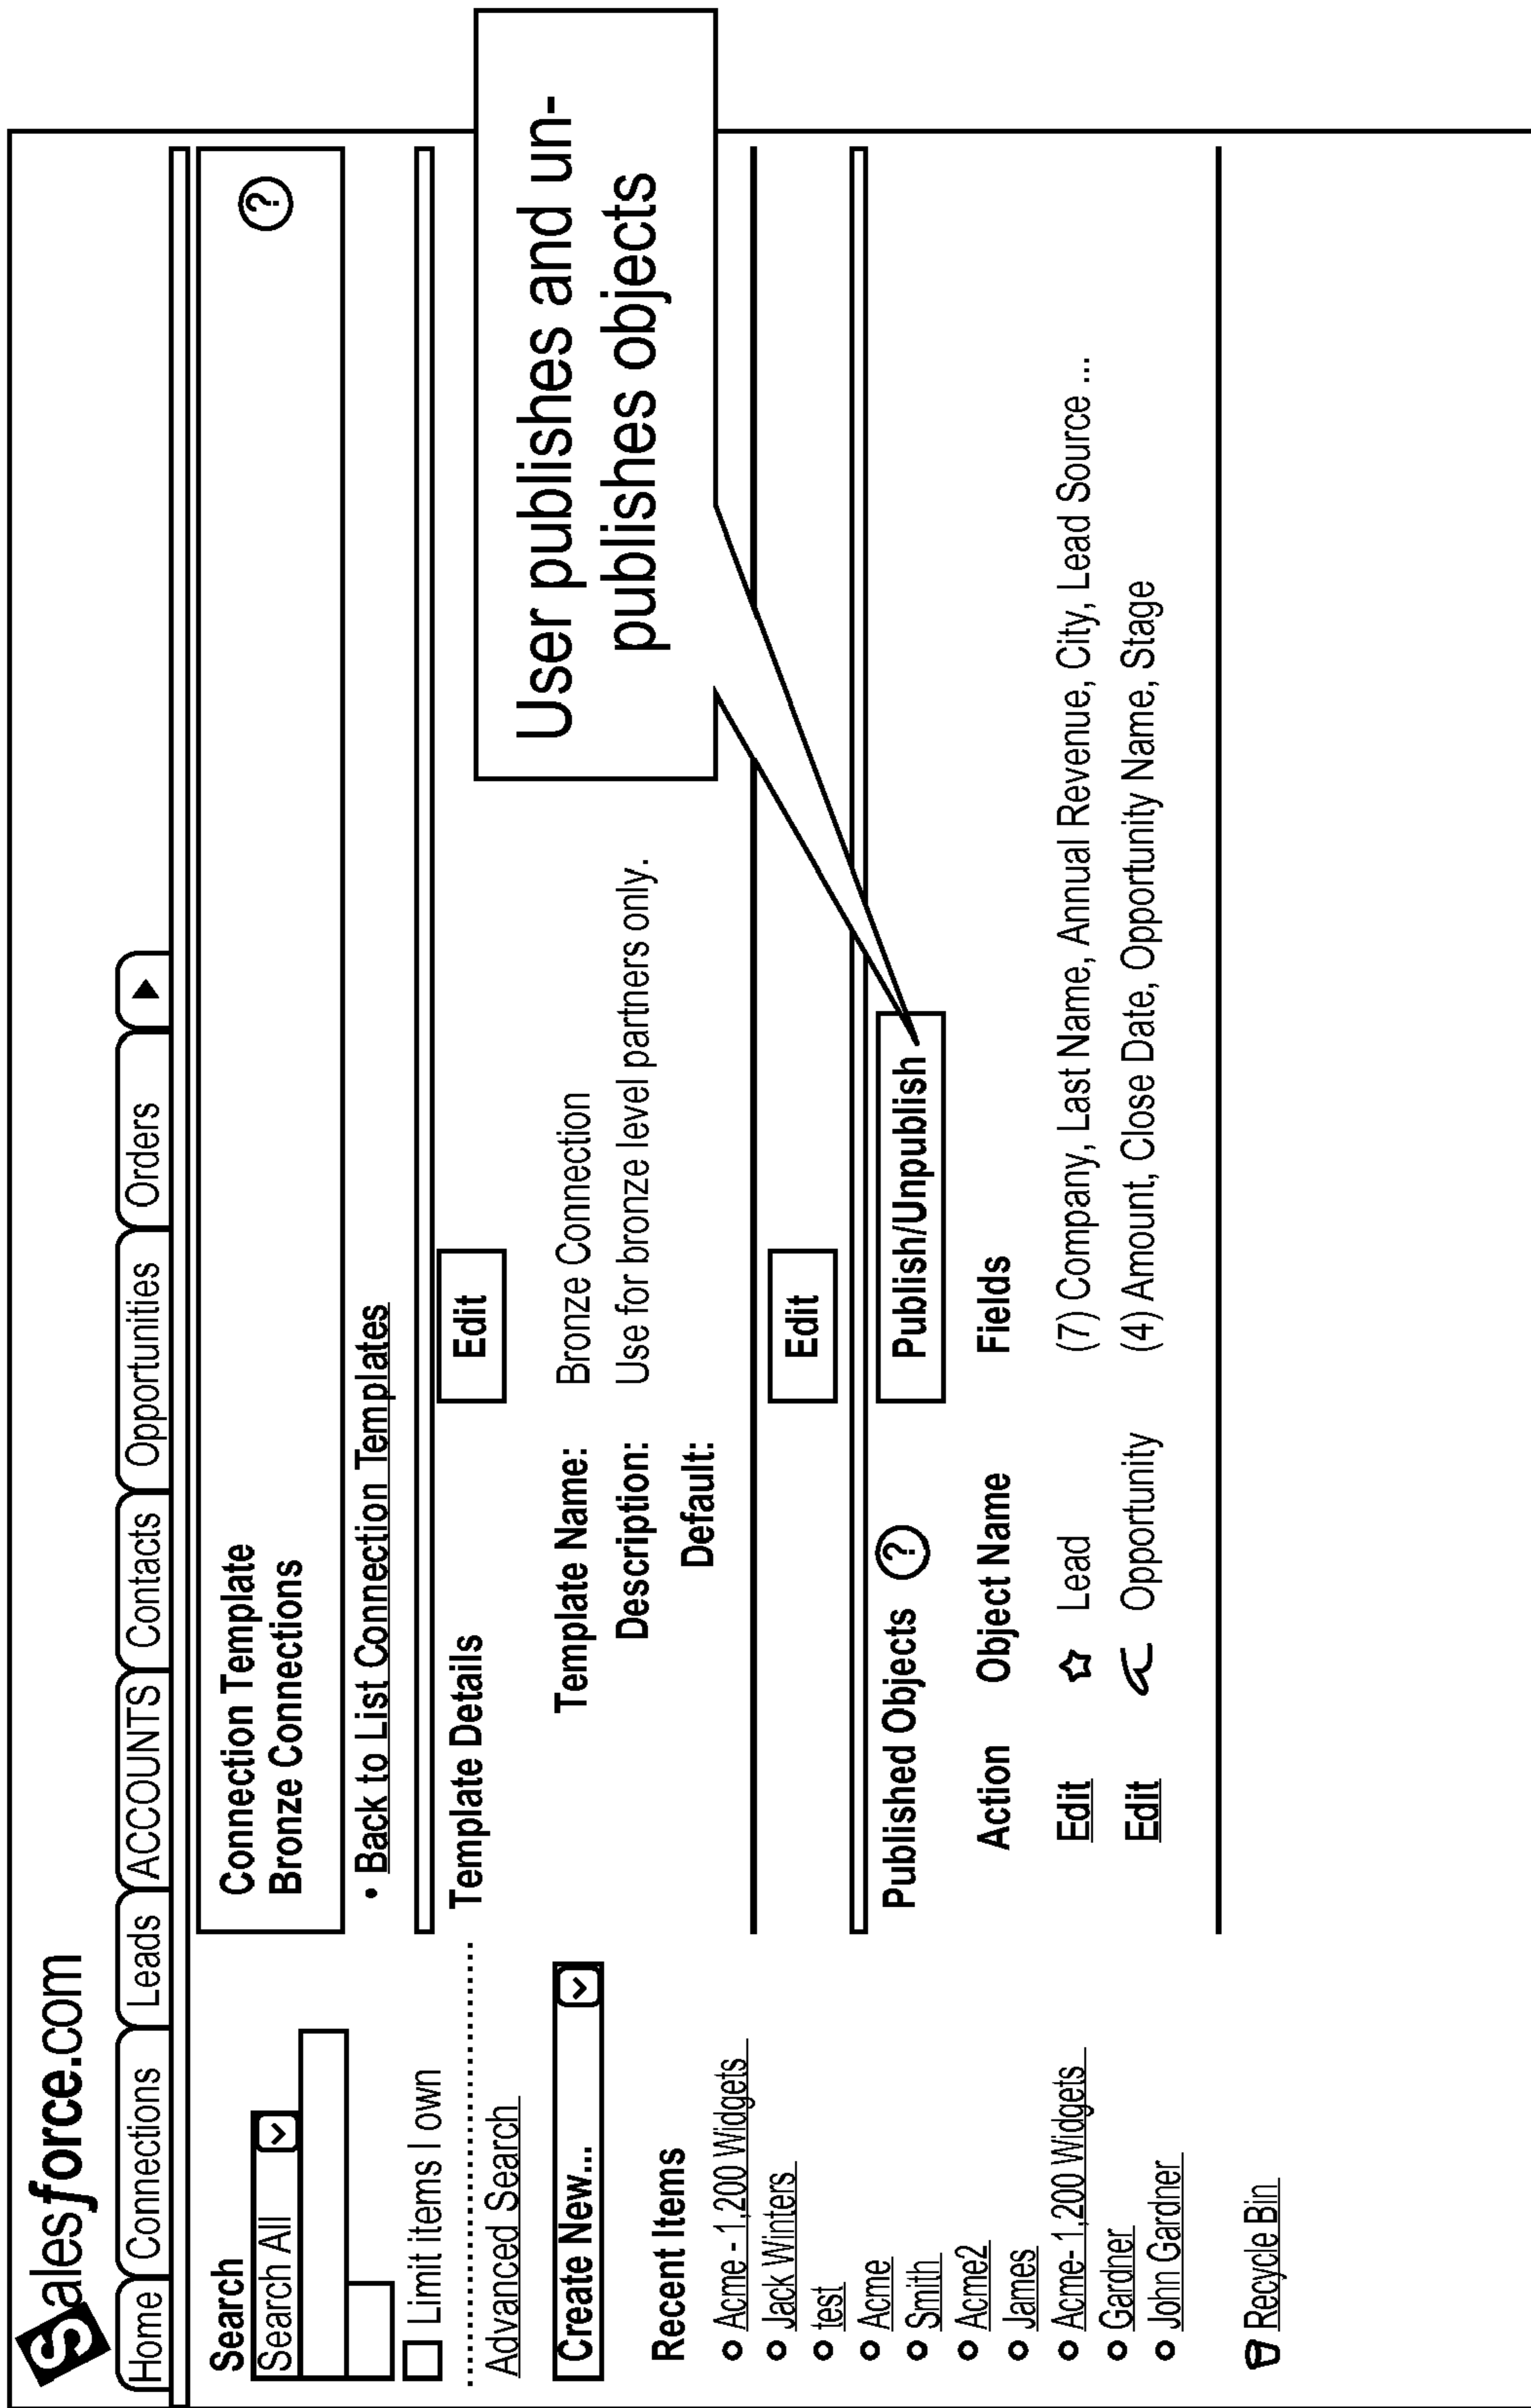 Salesforce.com
Home Connections Leads ACCOUNTS Contacts Opportunities Orders
Search
Search All
Limit items I own
Advanced Search
Create New...
Recent Items
Acme - 1,200 Widgets
Jack Winters
test
Acme
Smith
Acme2
James
Acme- 1,200 Widgets
Gardner
John Gardner
Recycle Bin
Connection Template
Bronze Connections
?
• Back to List Connection Templates
Template Details Edit
Template Name: Bronze Connection
Description: Use for bronze level partners only.
Default:
Edit
User publishes and un-
publishes objects
Published Objects ? Publish/Unpublish
Action Object Name Fields
Edit Lead (7) Company, Last Name, Annual Revenue, City, Lead Source ...
Edit Opportunity (4) Amount, Close Date, Opportunity Name, Stage